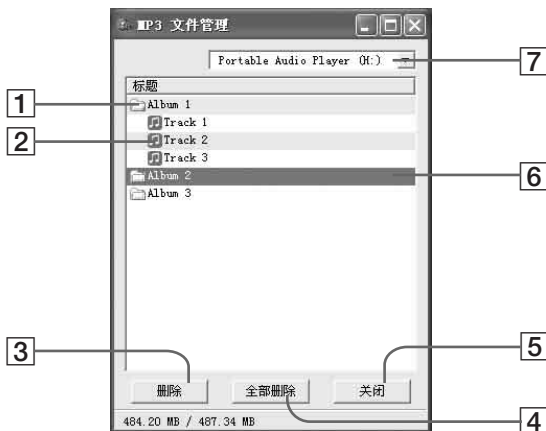 MP3 文件管理
Portable Audio Player (H:)
7
标题
1
Album 1
Track 1
2
Track 2
Track 3
Album 2
6
Album 3
3
5
删除
全部删除
关闭
484.20 MB / 487.34 MB
4